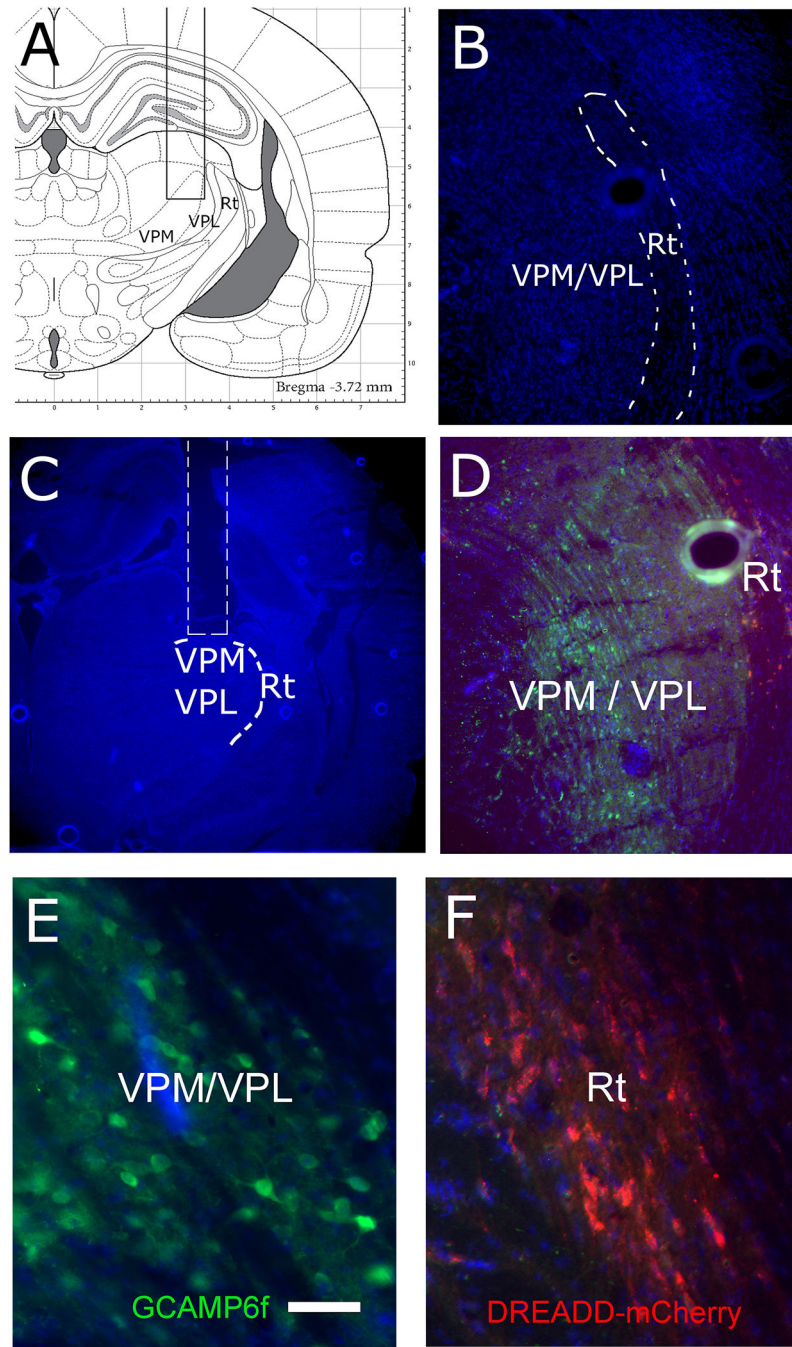 A
1
2
3
4
5
6
7
8
9
10
VPM
VPL
Rt
Bregma -3.72 mm
0
1
2
3
4
5
6
7
B
Rt
VPM/VPL
C
VPM
VPL
Rt
D
Rt
VPM / VPL
E
VPM/VPL
GCAMP6f
F
Rt
DREADD-mCherry